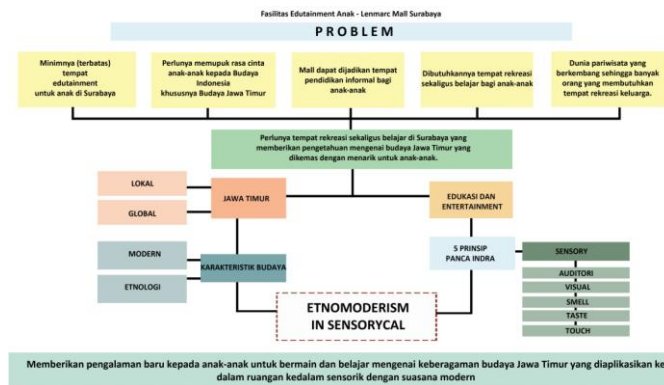 Fasilitas Edutainment Anak - Lenmarc Mall Surabaya
PROBLEM
Minimnya (terbatas)
tempat
edutainment
untuk anak di Surabaya
Perlunya memupuk rasa cinta
anak-anak kepada Budaya
Indonesia
khususnya Budaya Jawa Timur
Mall dapat dijadikan tempat
pendidikan informal bagi
anak-anak
Dibutuhkannya tempat rekreasi
sekaligus belajar bagi anak-anak
Dunia pariwisata yang
berkembang sehingga banyak
orang yang membutuhkan
tempat rekreasi keluarga.
Perlunya tempat rekreasi sekaligus belajar di Surabaya yang
memberikan pengetahuan mengenai budaya Jawa Timur yang
dikemas dengan menarik untuk anak-anak.
LOKAL
GLOBAL
JAWA TIMUR
EDUKASI DAN
ENTERTAINMENT
MODERN
ETNOLOGI
KARAKTERISTIK BUDAYA
5 PRINSIP
PANCA INDRA
SENSORY
AUDITORI
VISUAL
SMELL
TASTE
TOUCH
ETNOMODERISM
IN SENSORYCAL
Memberikan pengalaman baru kepada anak-anak untuk bermain dan belajar mengenai keberagaman budaya Jawa Timur yang diaplikasikan ke
dalam ruangan kedalam sensorik dengan suasana modern